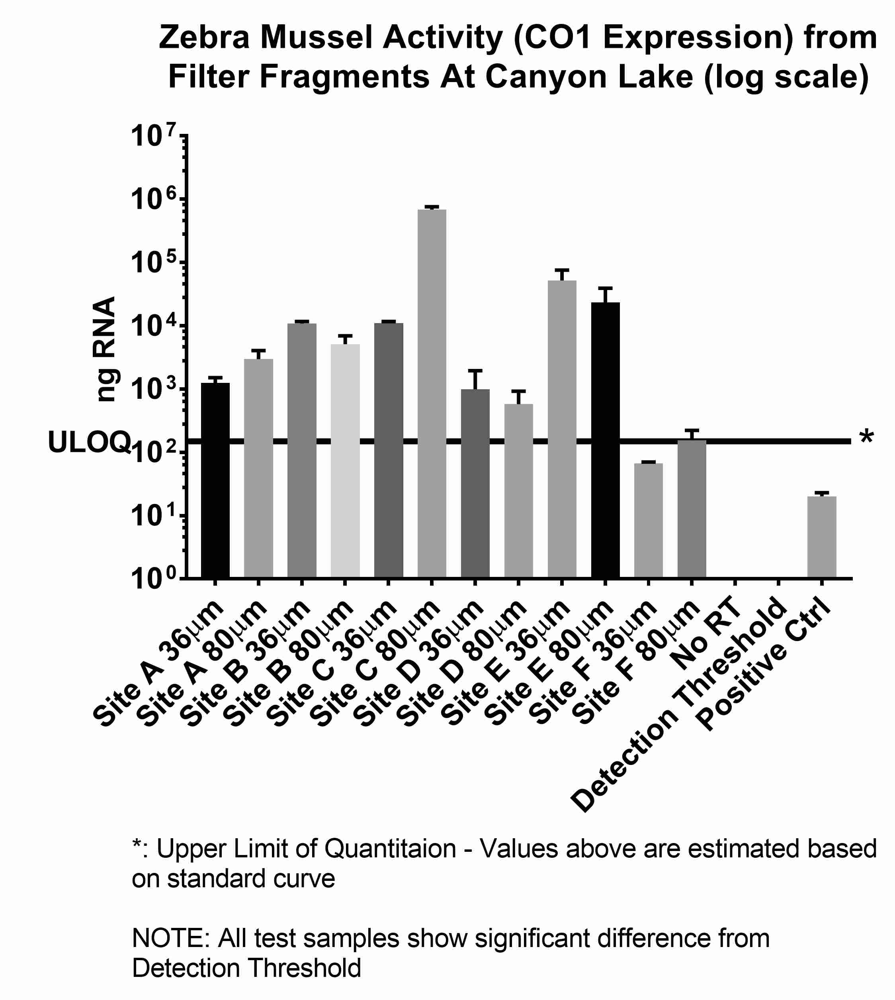 Zebra Mussel Activity (CO1 Expression) from
Filter Fragments At Canyon Lake (log scale)
10⁷
10⁶
10⁵
10⁴
10³
10²
10¹
10⁰
ng RNA
ULOQ
*
Site A 36μm
Site A 80μm
Site B 36μm
Site B 80μm
Site C 36μm
Site C 80μm
Site D 36μm
Site D 80μm
Site E 36μm
Site E 80μm
Site F 36μm
Site F 80μm
No RT
Detection Threshold
Positive Ctrl
*: Upper Limit of Quantitaion - Values above are estimated based
on standard curve
NOTE: All test samples show significant difference from
Detection Threshold